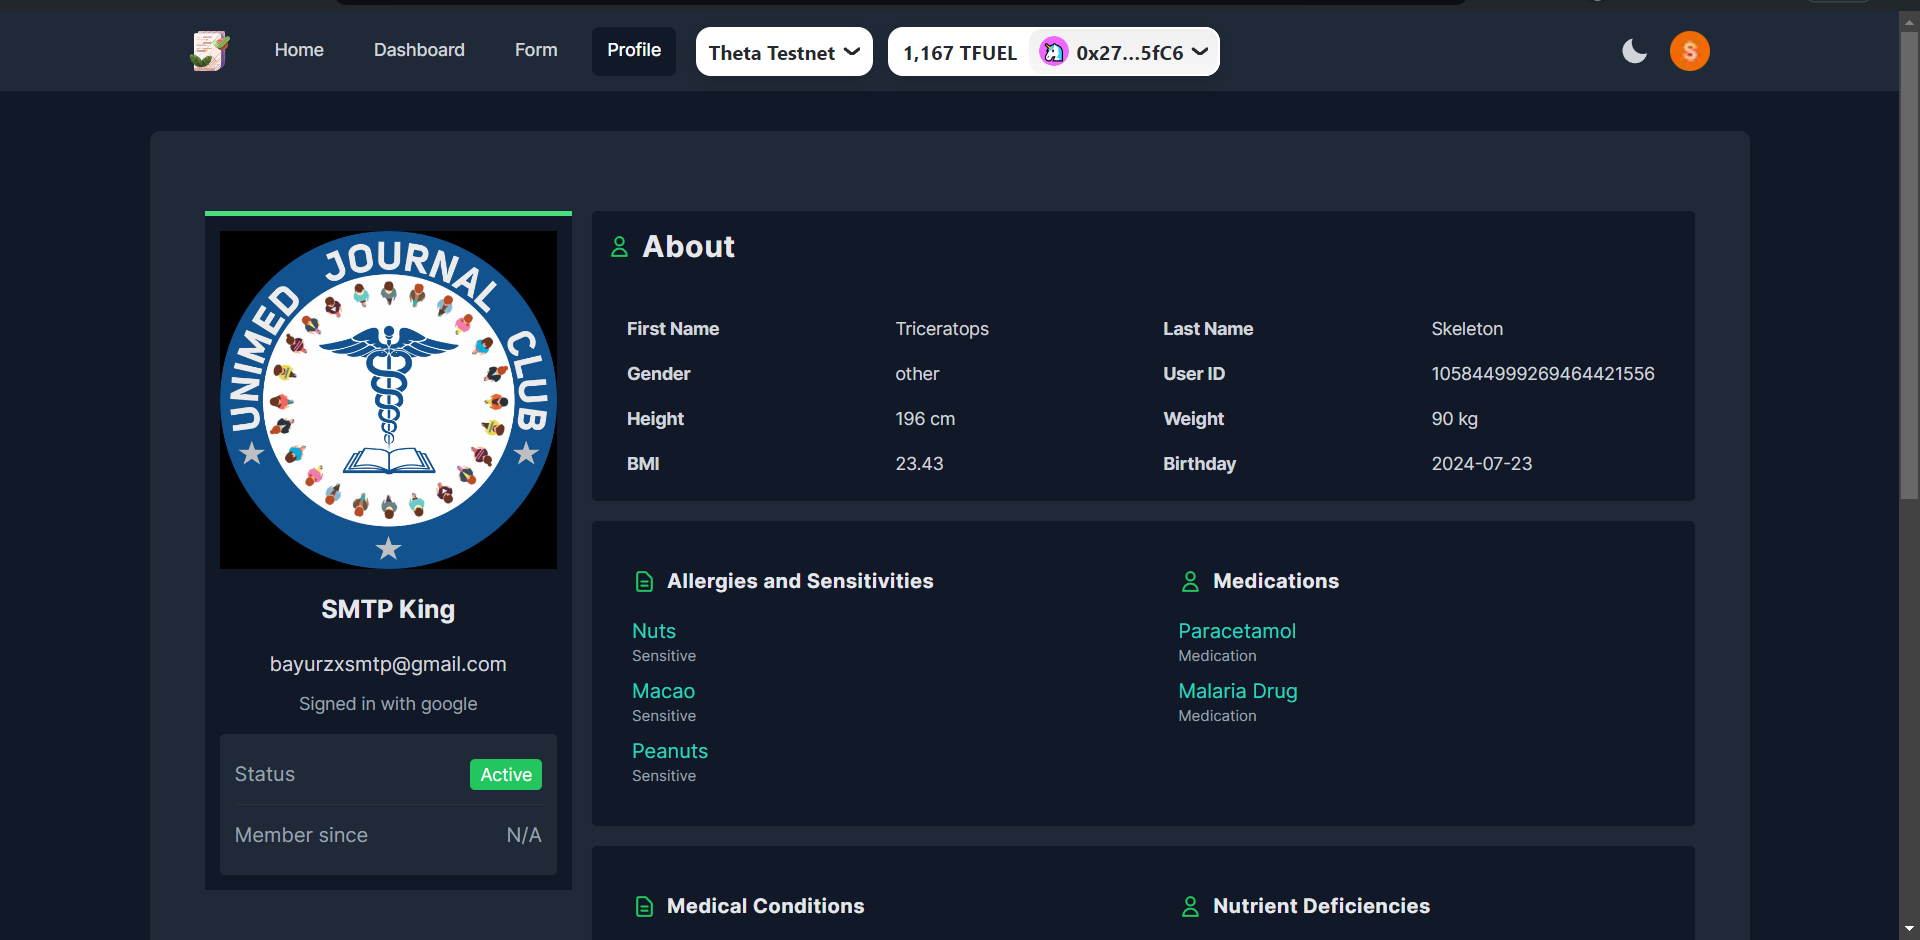 Home
Dashboard
Form
Profile
Theta Testnet
1,167 TFUEL
0x27...5fC6
S
UNIMED JOURNAL CLUB
SMTP King
bayurzxsmtp@gmail.com
Signed in with google
Status Active
Member since N/A
About
First Name Triceratops Last Name Skeleton
Gender other User ID 105844999269464421556
Height 196 cm Weight 90 kg
BMI 23.43 Birthday 2024-07-23
Allergies and Sensitivities
Nuts
Sensitive
Macao
Sensitive
Peanuts
Sensitive
Medications
Paracetamol
Medication
Malaria Drug
Medication
Medical Conditions
Nutrient Deficiencies